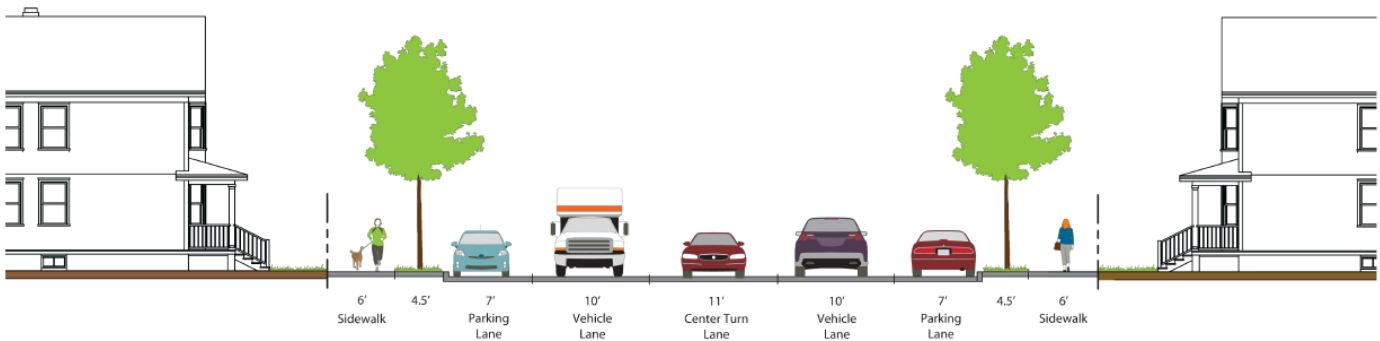 6’ 4.5’ 7’ 10’ 11’ 10’ 7’ 4.5’ 6’
Sidewalk Parking Vehicle Center Turn Vehicle Parking Sidewalk
Lane Lane Lane Lane Lane